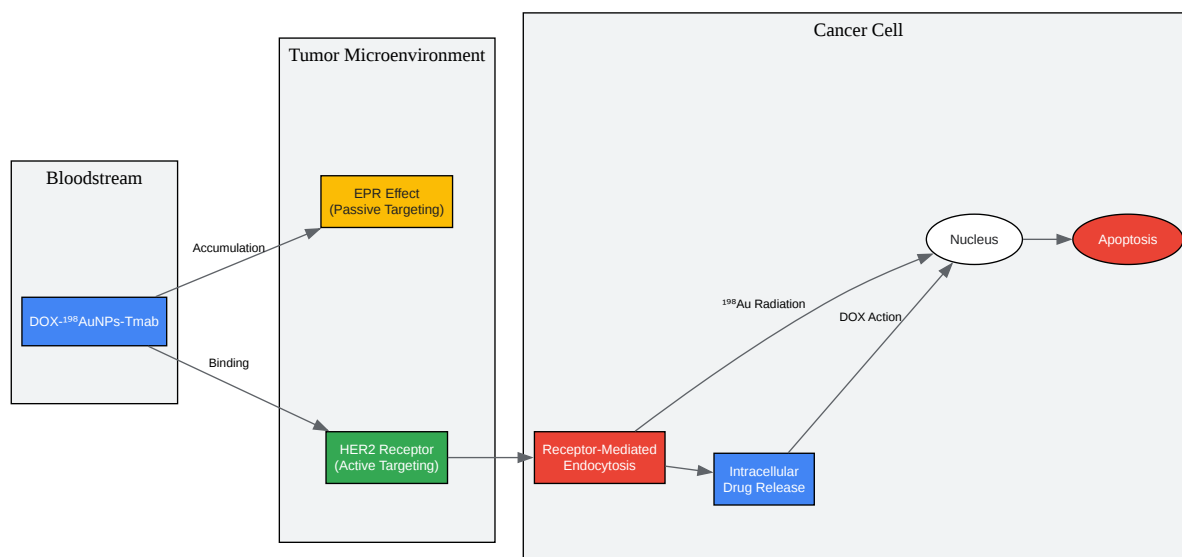 Bloodstream
DOX-¹⁹⁸AuNPs-Tmab
Accumulation
Binding
Tumor Microenvironment
EPR Effect
(Passive Targeting)
HER2 Receptor
(Active Targeting)
Cancer Cell
Receptor-Mediated
Endocytosis
Intracellular
Drug Release
¹⁹⁸Au Radiation
DOX Action
Nucleus
Apoptosis